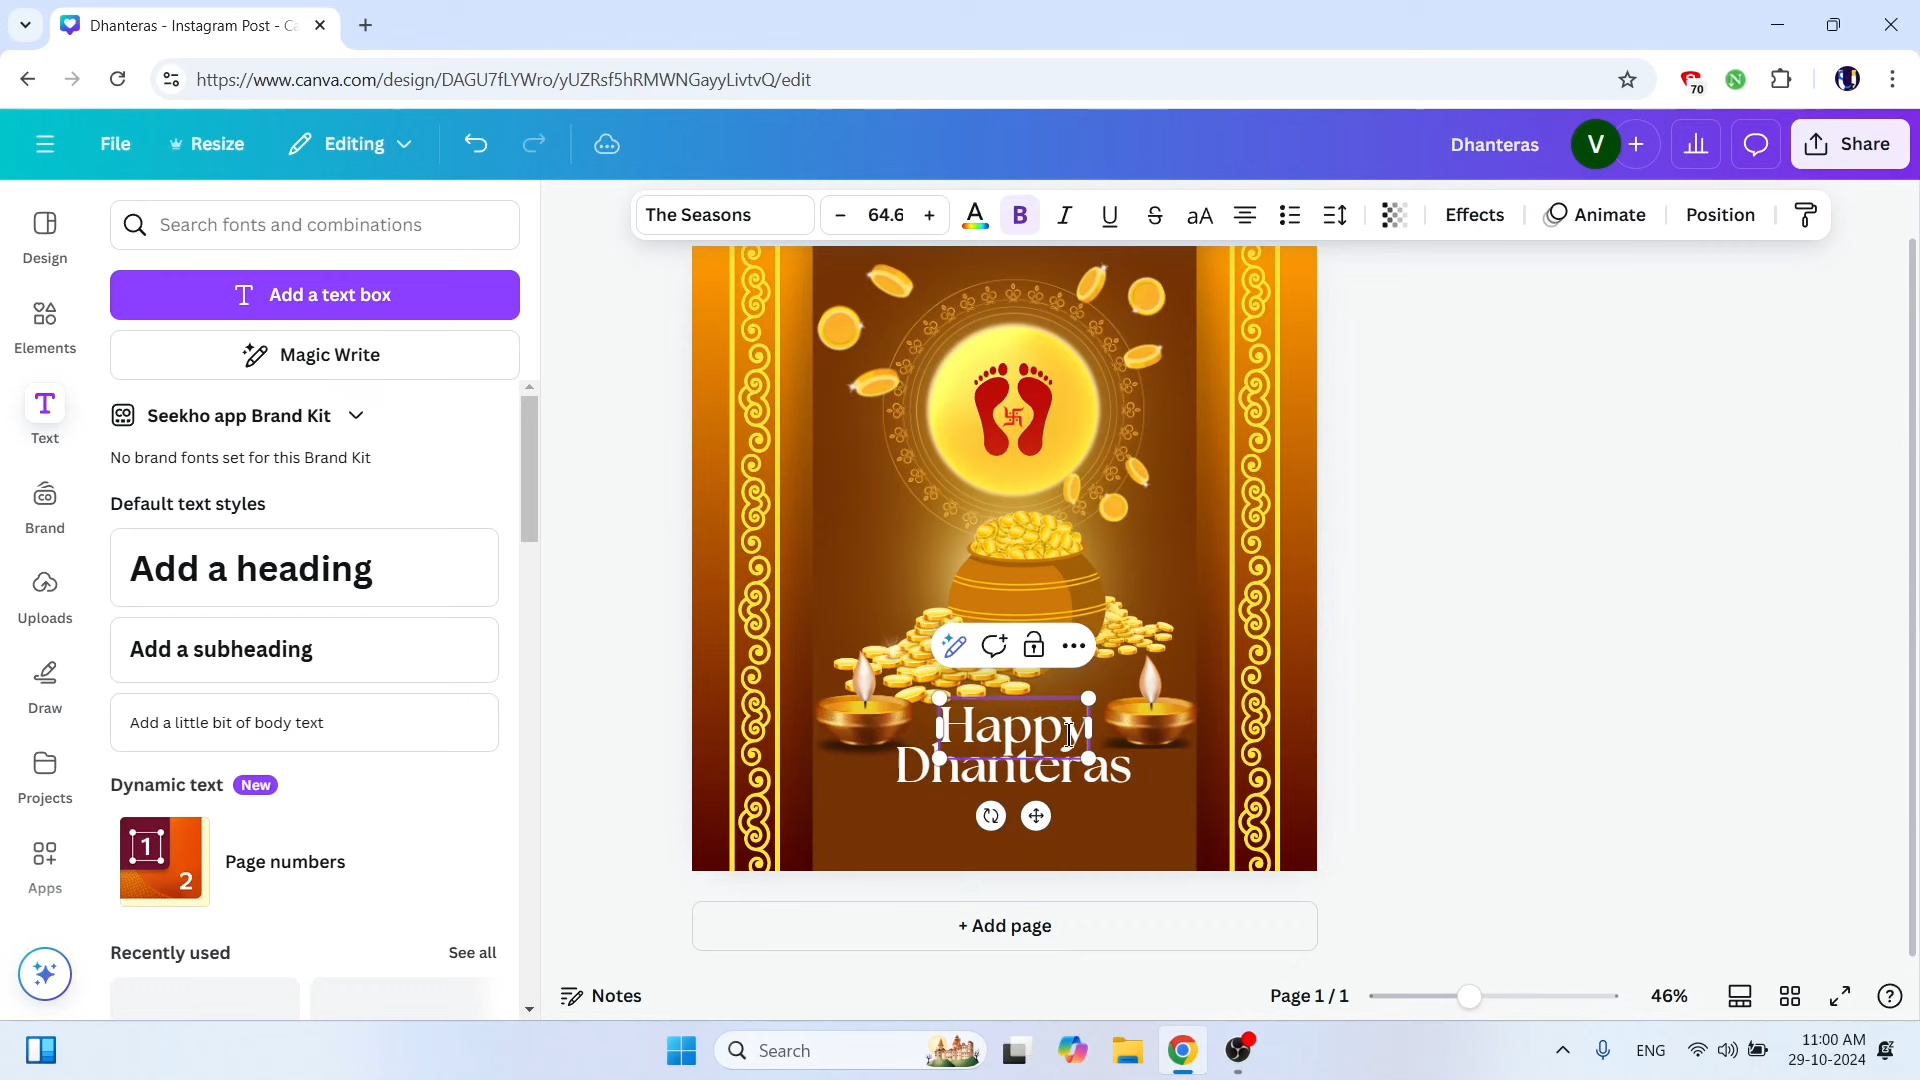 Dhanteras - Instagram Post - Ca
https://www.canva.com/design/DAGU7fLYWro/yUZRsf5hRMWNGayyLivtvQ/edit
70
N
File
Resize
Editing
Dhanteras
V
Share
Design
Elements
Text
Brand
Uploads
Draw
Projects
Apps
Search fonts and combinations
Add a text box
Magic Write
Seekho app Brand Kit
No brand fonts set for this Brand Kit
Default text styles
Add a heading
Add a subheading
Add a little bit of body text
Dynamic text New
1
2
Page numbers
Recently used See all
The Seasons
– 64.6 +
A
B I U S aA
Effects
Animate
Position
Happy
Dhanteras
+ Add page
Notes
Page 1 / 1
46%
Search
ENG
11:00 AM
29-10-2024